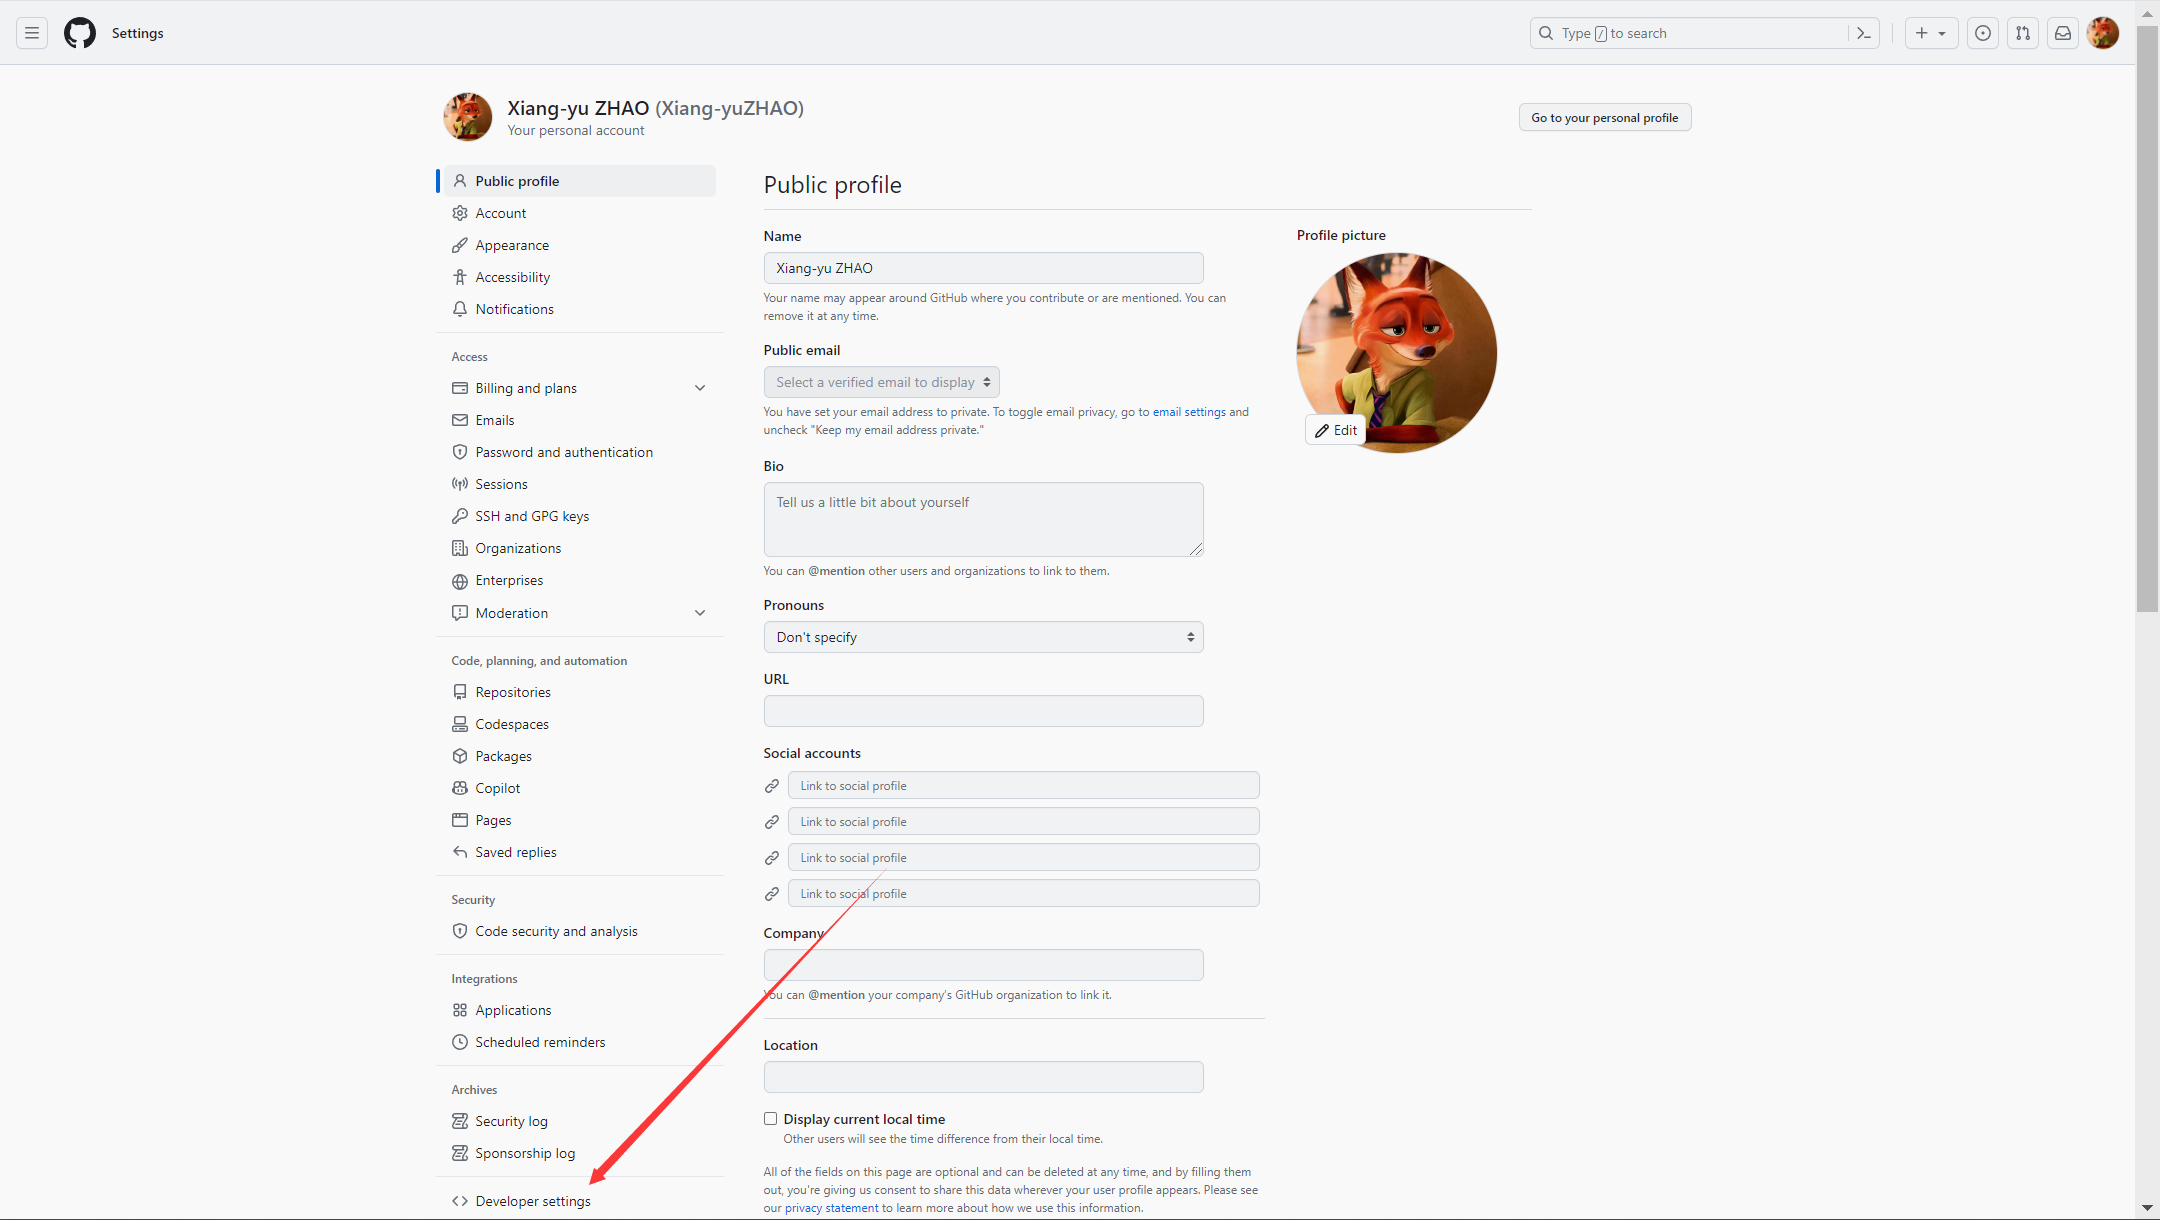 Settings
Type / to search
Xiang-yu ZHAO (Xiang-yuZHAO)
Your personal account
Go to your personal profile
Public profile
Account
Appearance
Accessibility
Notifications
Access
Billing and plans
Emails
Password and authentication
Sessions
SSH and GPG keys
Organizations
Enterprises
Moderation
Code, planning, and automation
Repositories
Codespaces
Packages
Copilot
Pages
Saved replies
Security
Code security and analysis
Integrations
Applications
Scheduled reminders
Archives
Security log
Sponsorship log
Developer settings
Public profile
Name
Xiang-yu ZHAO
Your name may appear around GitHub where you contribute or are mentioned. You can
remove it at any time.
Public email
Select a verified email to display
You have set your email address to private. To toggle email privacy, go to email settings and
uncheck "Keep my email address private."
Bio
Tell us a little bit about yourself
You can @mention other users and organizations to link to them.
Pronouns
Don't specify
URL
Social accounts
Link to social profile
Link to social profile
Link to social profile
Link to social profile
Company
You can @mention your company's GitHub organization to link it.
Location
Display current local time
Other users will see the time difference from their local time.
All of the fields on this page are optional and can be deleted at any time, and by filling them
out, you're giving us consent to share this data wherever your user profile appears. Please see
our privacy statement to learn more about how we use this information.
Profile picture
Edit